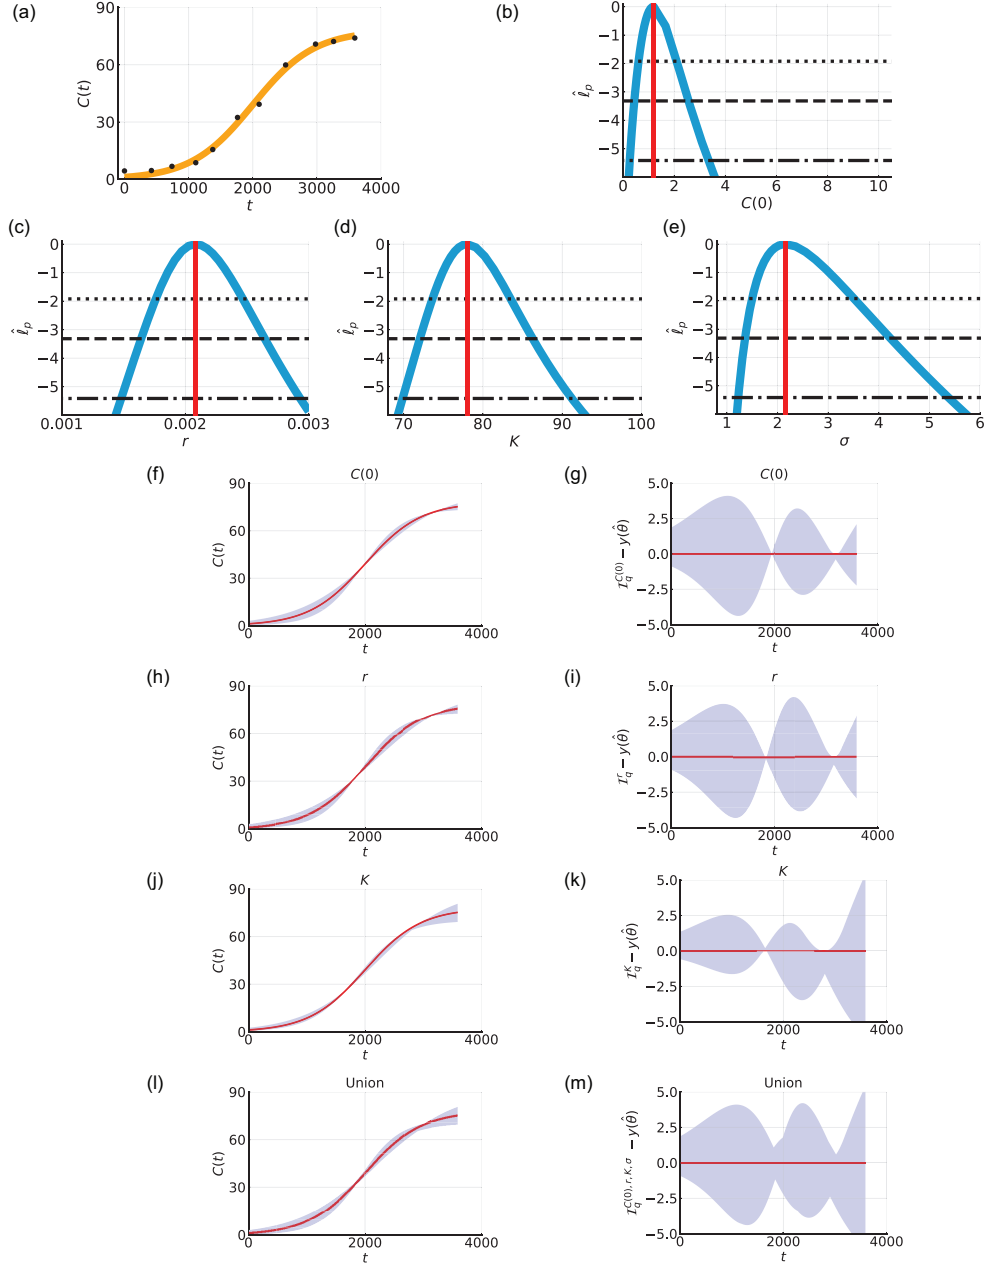 (a)
90
60
30
0
C(t)
0 1000 2000 3000 4000
t
(b)
0
−1
−2
−3
−4
−5
ℓ̂p
0 2 4 6 8 10
C(0)
(c)
0
−1
−2
−3
−4
−5
ℓ̂p
0.001 0.002 0.003
r
(d)
0
−1
−2
−3
−4
−5
ℓ̂p
70 80 90 100
K
(e)
0
−1
−2
−3
−4
−5
ℓ̂p
1 2 3 4 5 6
σ
(f)
C(0)
90
60
30
0
C(t)
0 2000 4000
t
(g)
C(0)
5.0
2.5
0.0
−2.5
−5.0
ℐq^C(0) − y(θ̂)
0 2000 4000
t
(h)
r
90
60
30
0
C(t)
0 2000 4000
t
(i)
r
5.0
2.5
0.0
−2.5
−5.0
ℐq^r − y(θ̂)
0 2000 4000
t
(j)
K
90
60
30
0
C(t)
0 2000 4000
t
(k)
K
5.0
2.5
0.0
−2.5
−5.0
ℐq^K − y(θ̂)
0 2000 4000
t
(l)
Union
90
60
30
0
C(t)
0 2000 4000
t
(m)
Union
5.0
2.5
0.0
−2.5
−5.0
ℐq^C(0), r, K, σ − y(θ̂)
0 2000 4000
t